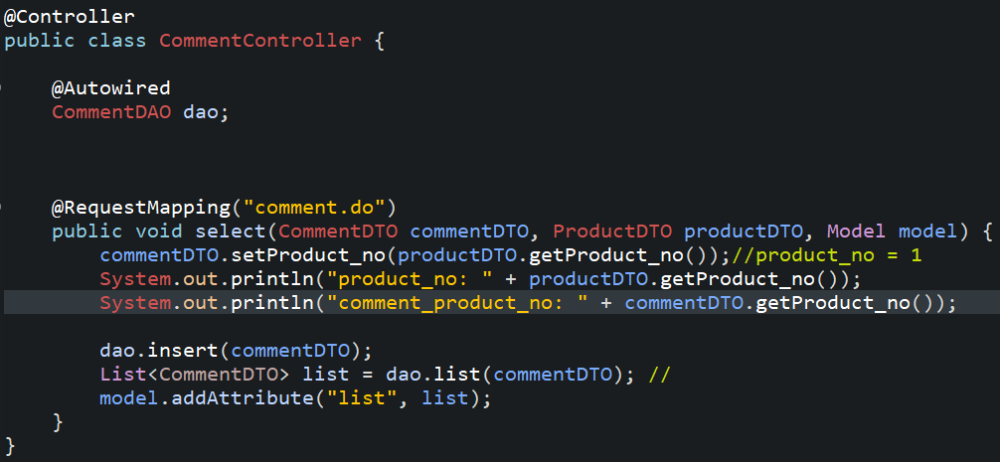 @Controller
public class CommentController {
@Autowired
CommentDAO dao;
@RequestMapping("comment.do")
public void select(CommentDTO commentDTO, ProductDTO productDTO, Model model) {
commentDTO.setProduct_no(productDTO.getProduct_no());//product_no = 1
System.out.println("product_no: " + productDTO.getProduct_no());
System.out.println("comment_product_no: " + commentDTO.getProduct_no());
dao.insert(commentDTO);
List<CommentDTO> list = dao.list(commentDTO); //
model.addAttribute("list", list);
}
}